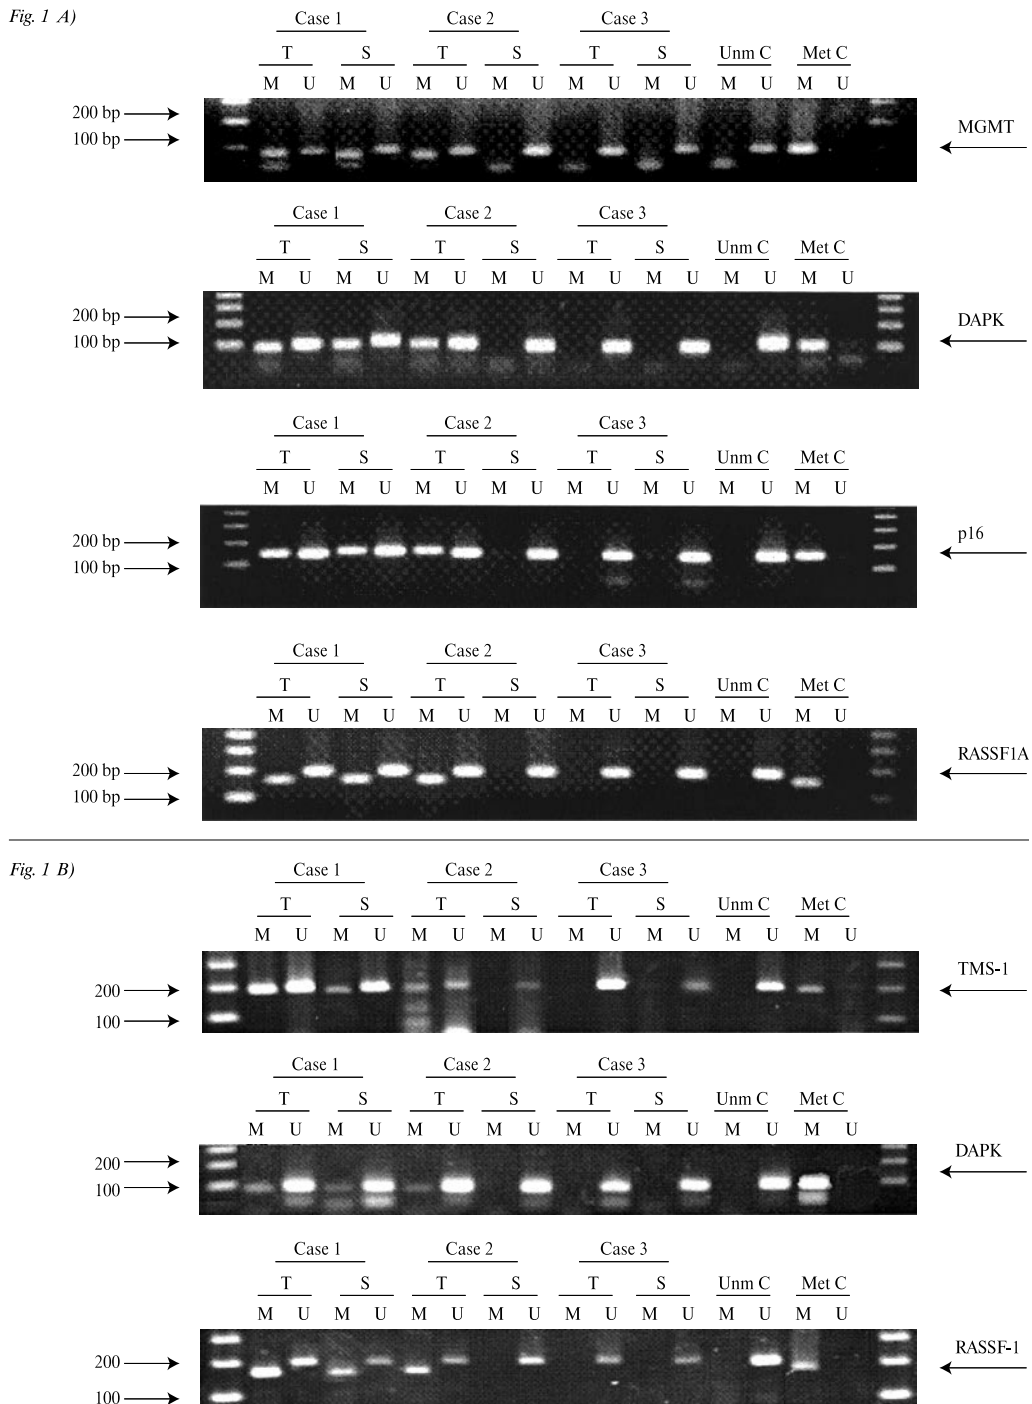 Fig. 1 A)
Case 1 Case 2 Case 3
T S T S T S Unm C Met C
M U M U M U M U M U M U M U M U
200 bp
100 bp
MGMT
Case 1 Case 2 Case 3
T S T S T S Unm C Met C
M U M U M U M U M U M U M U M U
200 bp
100 bp
DAPK
Case 1 Case 2 Case 3
T S T S T S Unm C Met C
M U M U M U M U M U M U M U M U
200 bp
100 bp
p16
Case 1 Case 2 Case 3
T S T S T S Unm C Met C
M U M U M U M U M U M U M U M U
200 bp
100 bp
RASSF1A
Fig. 1 B)
Case 1 Case 2 Case 3
T S T S T S Unm C Met C
M U M U M U M U M U M U M U M U
200
100
TMS-1
Case 1 Case 2 Case 3
T S T S T S Unm C Met C
M U M U M U M U M U M U M U M U
200
100
DAPK
Case 1 Case 2 Case 3
T S T S T S Unm C Met C
M U M U M U M U M U M U M U M U
200
100
RASSF-1